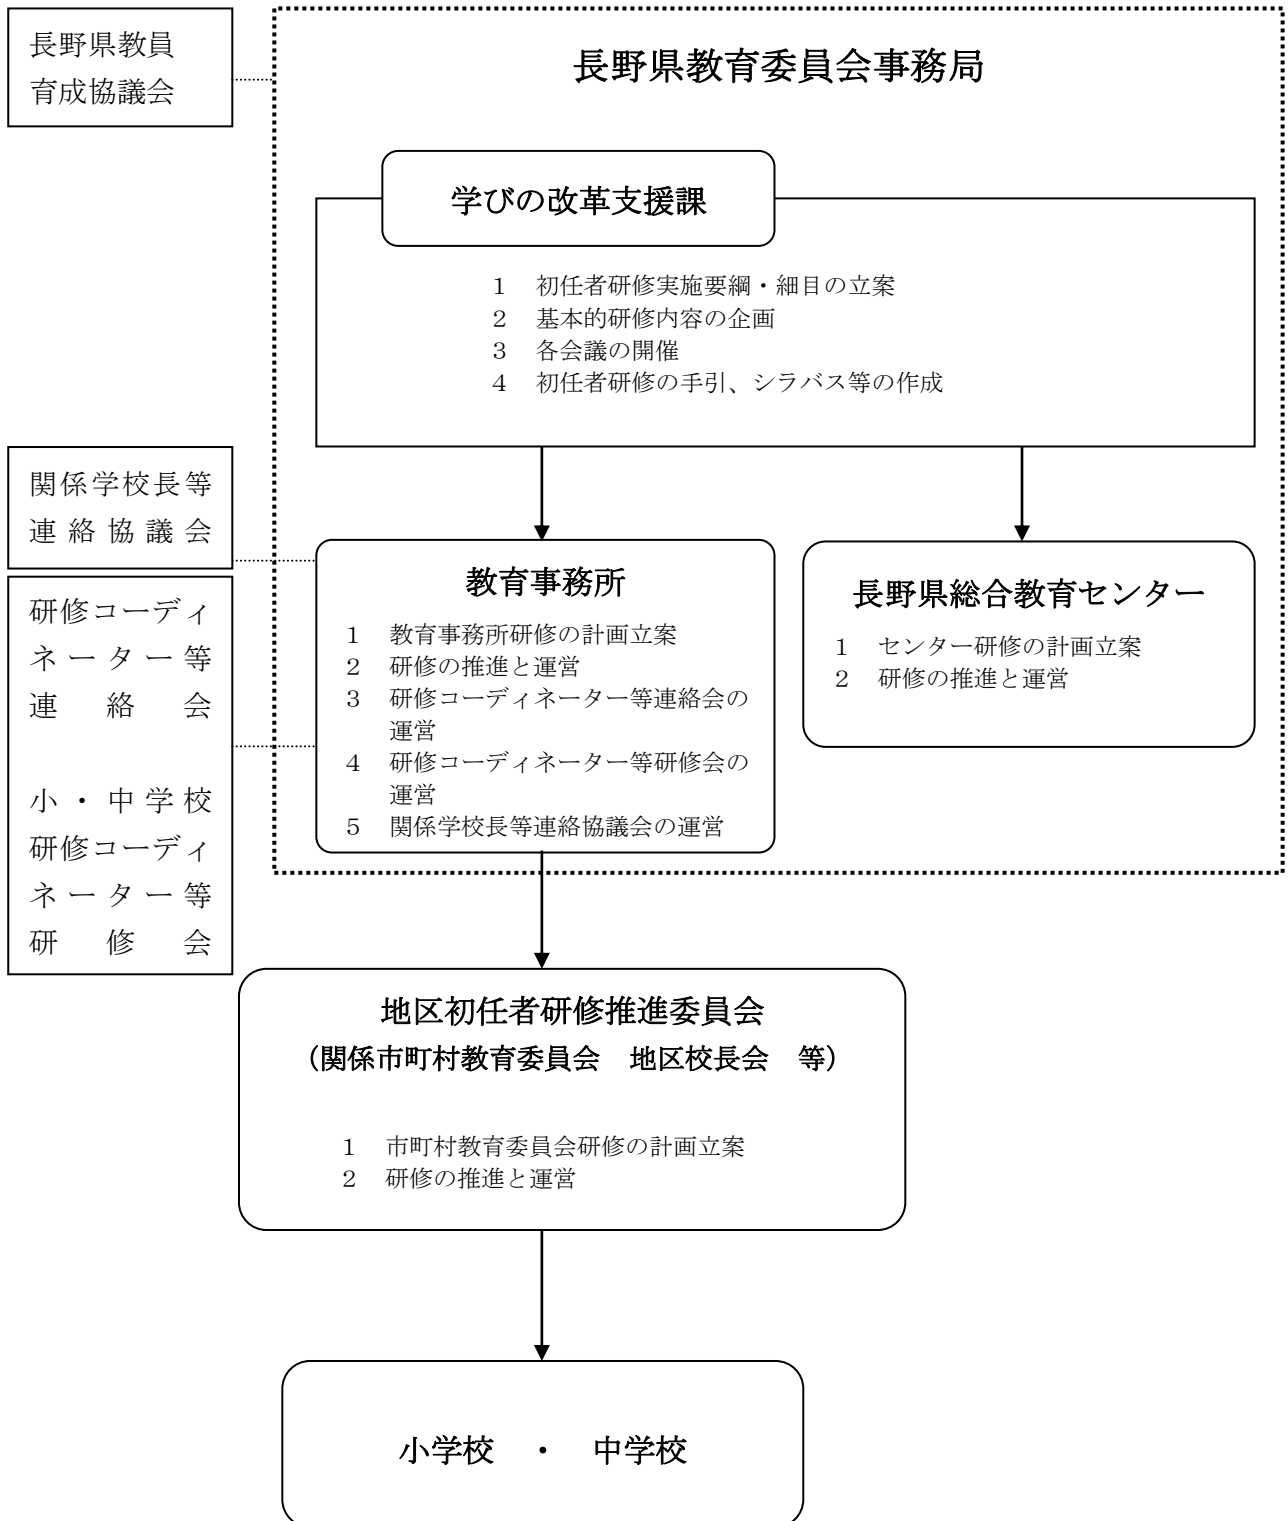 長野県教員
育成協議会
長野県教育委員会事務局
学びの改革支援課
１　初任者研修実施要綱・細目の立案
２　基本的研修内容の企画
３　各会議の開催
４　初任者研修の手引、シラバス等の作成
関係学校長等
連絡協議会
研修コーディ
ネーター等
連絡会
小・中学校
研修コーディ
ネーター等
研修会
教育事務所
１　教育事務所研修の計画立案
２　研修の推進と運営
３　研修コーディネーター等連絡会の
運営
４　研修コーディネーター等研修会の
運営
５　関係学校長等連絡協議会の運営
長野県総合教育センター
１　センター研修の計画立案
２　研修の推進と運営
地区初任者研修推進委員会
（関係市町村教育委員会　地区校長会　等）
１　市町村教育委員会研修の計画立案
２　研修の推進と運営
小学校　・　中学校